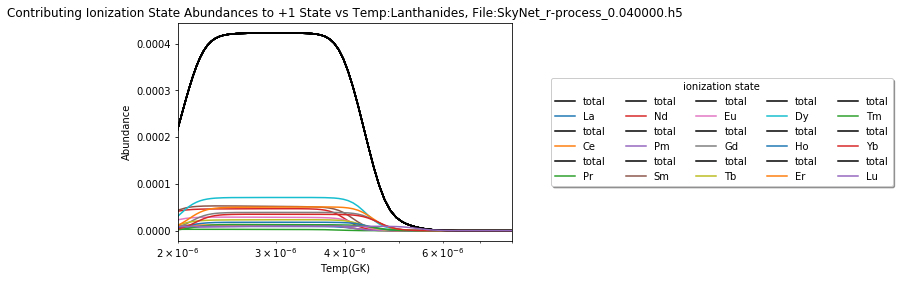 Contributing Ionization State Abundances to +1 State vs Temp:Lanthanides, File:SkyNet_r-process_0.040000.h5
0.0004
0.0003
0.0002
0.0001
0.0000
Abundance
2 × 10⁻⁶ 3 × 10⁻⁶ 4 × 10⁻⁶ 6 × 10⁻⁶
Temp(GK)
ionization state
total total total total total
La Nd Eu Dy Tm
total total total total total
Ce Pm Gd Ho Yb
total total total total total
Pr Sm Tb Er Lu